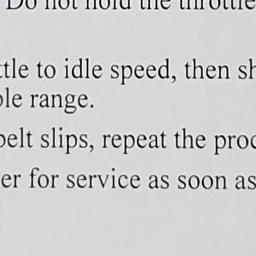 Do not hold the throttle
ttle to idle speed, then sh
ble range.
belt slips, repeat the proc
er for service as soon as